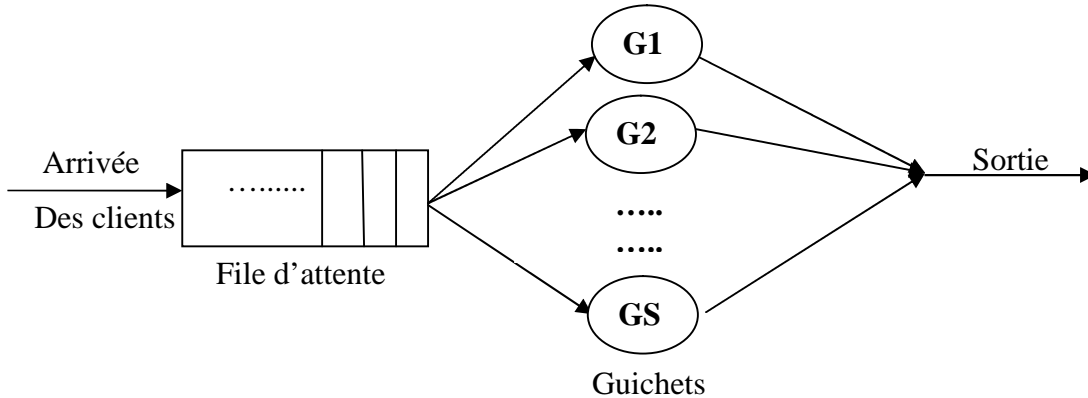 G1
G2
Arrivée
Des clients
………
File d’attente
…..
…..
GS
Guichets
Sortie